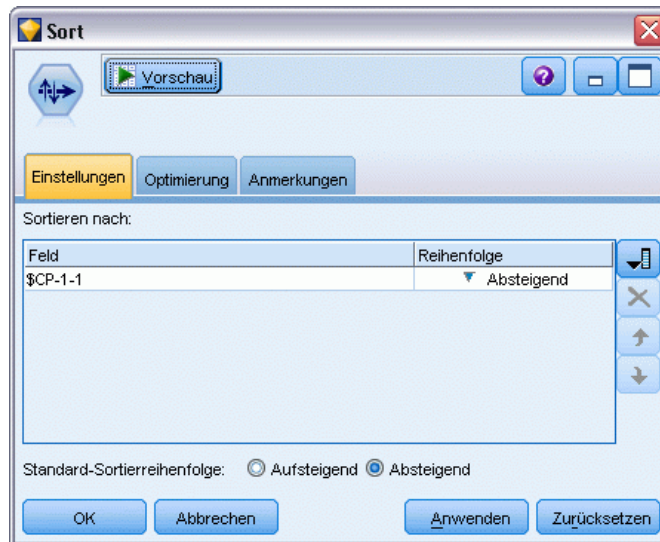 Sort
Vorschau
Einstellungen Optimierung Anmerkungen
Sortieren nach:
Feld Reihenfolge
$CP-1-1 Absteigend
Standard-Sortierreihenfolge: Aufsteigend Absteigend
OK Abbrechen Anwenden Zurücksetzen